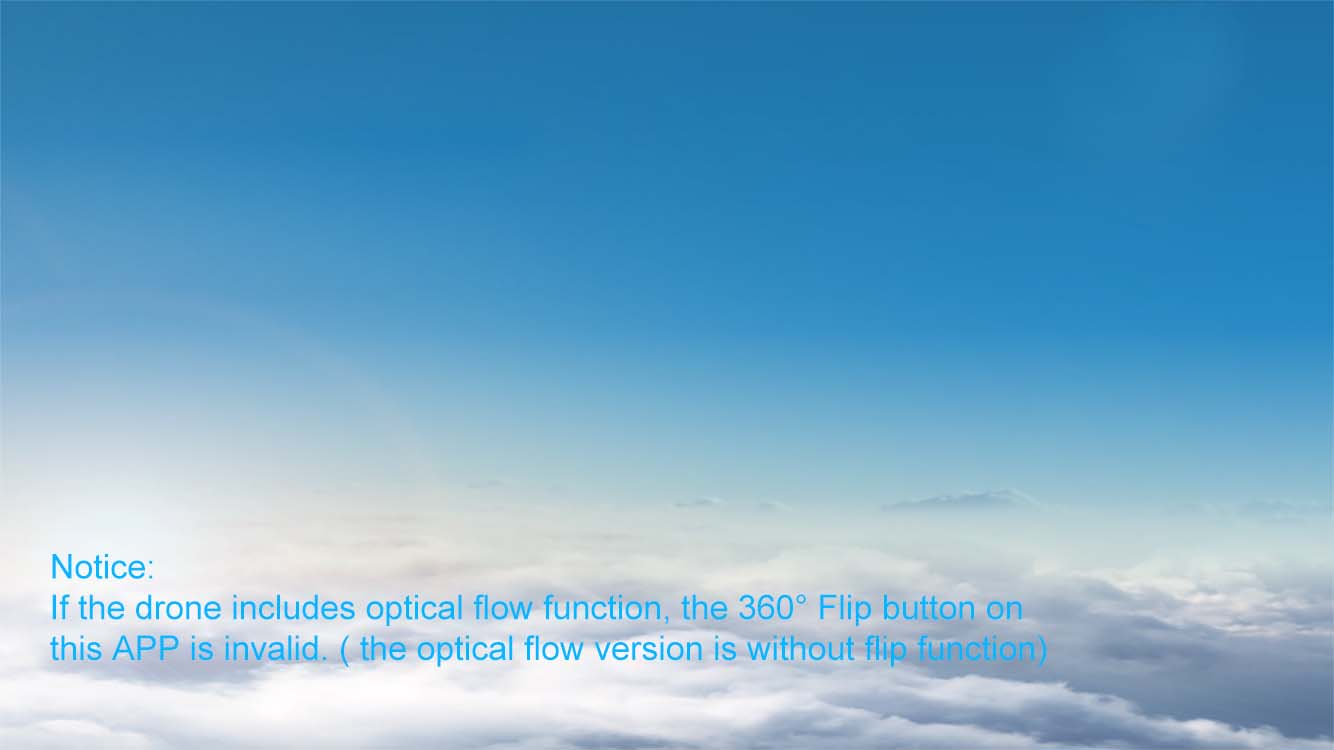 Notice:
If the drone includes optical flow function, the 360° Flip button on
this APP is invalid. ( the optical flow version is without flip function)